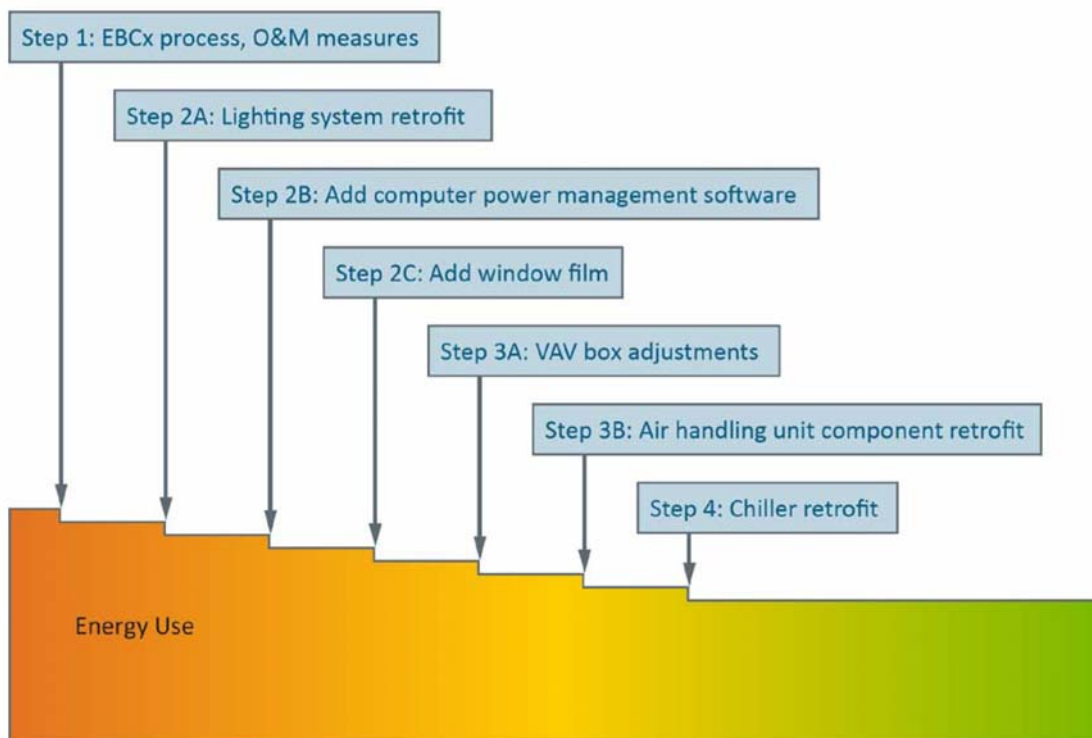 Step 1: EBCx process, O&M measures
Step 2A: Lighting system retrofit
Step 2B: Add computer power management software
Step 2C: Add window film
Step 3A: VAV box adjustments
Step 3B: Air handling unit component retrofit
Step 4: Chiller retrofit
Energy Use